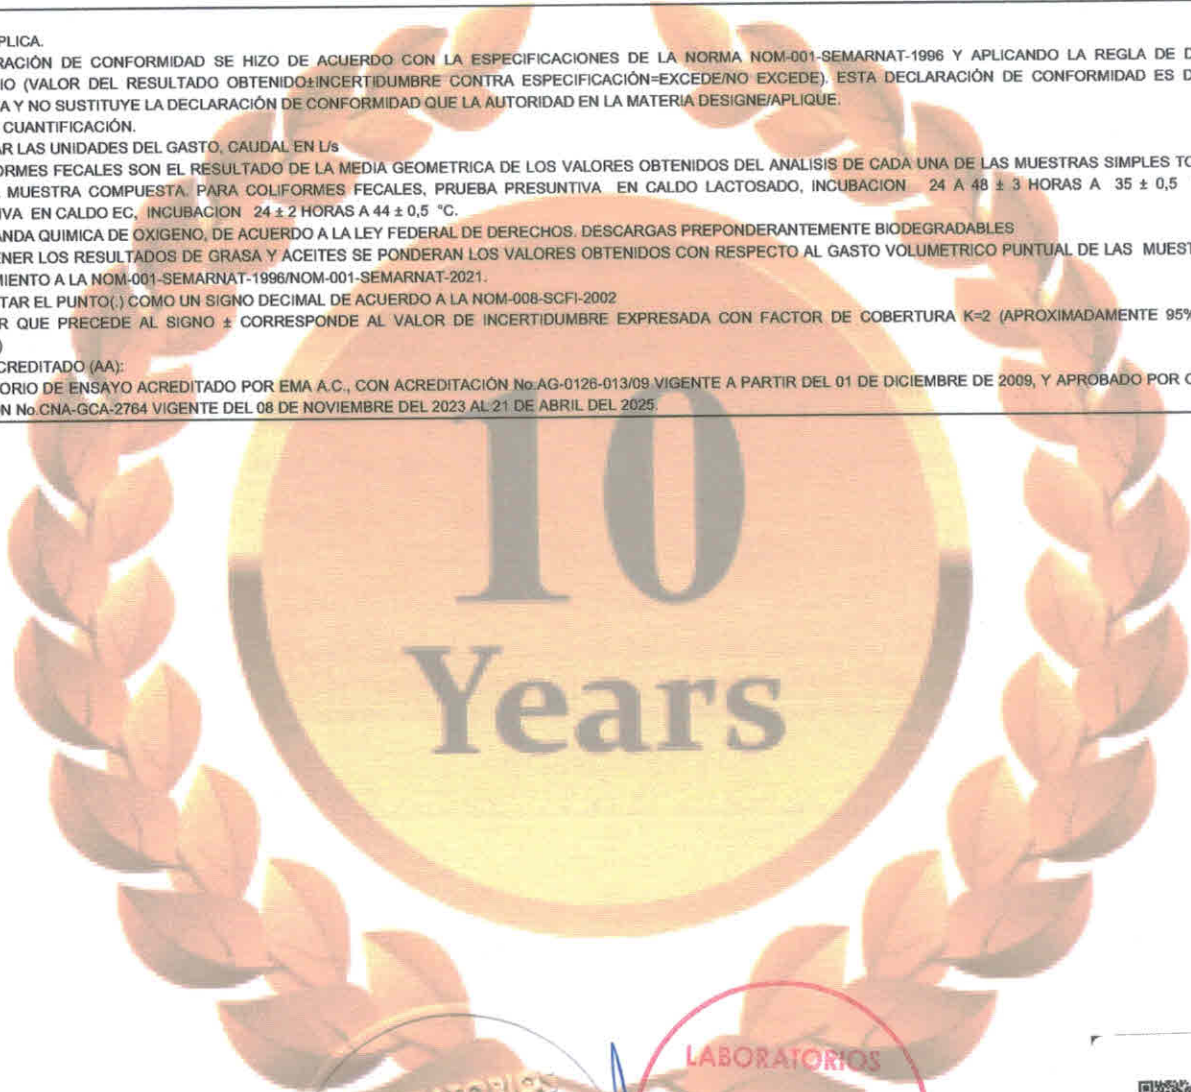 PLICA.
RACIÓN DE CONFORMIDAD SE HIZO DE ACUERDO CON LA ESPECIFICACIONES DE LA NORMA NOM-001-SEMARNAT-1996 Y APLICANDO LA REGLA DE D
IO (VALOR DEL RESULTADO OBTENIDO±INCERTIDUMBRE CONTRA ESPECIFICACIÓN=EXCEDE/NO EXCEDE). ESTA DECLARACIÓN DE CONFORMIDAD ES D
A Y NO SUSTITUYE LA DECLARACIÓN DE CONFORMIDAD QUE LA AUTORIDAD EN LA MATERIA DESIGNE/APLIQUE.
CUANTIFICACIÓN.
AR LAS UNIDADES DEL GASTO, CAUDAL EN L/s
ORMES FECALES SON EL RESULTADO DE LA MEDIA GEOMETRICA DE LOS VALORES OBTENIDOS DEL ANALISIS DE CADA UNA DE LAS MUESTRAS SIMPLES TO
MUESTRA COMPUESTA. PARA COLIFORMES FECALES, PRUEBA PRESUNTIVA EN CALDO LACTOSADO, INCUBACION 24 A 48 ± 3 HORAS A 35 ± 0,5
IVA EN CALDO EC, INCUBACION 24 ± 2 HORAS A 44 ± 0,5 °C.
ANDA QUIMICA DE OXIGENO, DE ACUERDO A LA LEY FEDERAL DE DERECHOS. DESCARGAS PREPONDERANTEMENTE BIODEGRADABLES
ENER LOS RESULTADOS DE GRASA Y ACEITES SE PONDERAN LOS VALORES OBTENIDOS CON RESPECTO AL GASTO VOLUMETRICO PUNTUAL DE LAS MUEST
MIENTO A LA NOM-001-SEMARNAT-1996/NOM-001-SEMARNAT-2021.
TAR EL PUNTO(.) COMO UN SIGNO DECIMAL DE ACUERDO A LA NOM-008-SCFI-2002
R QUE PRECEDE AL SIGNO ± CORRESPONDE AL VALOR DE INCERTIDUMBRE EXPRESADA CON FACTOR DE COBERTURA K=2 (APROXIMADAMENTE 95%
)
CREDITADO (AA):
ORIO DE ENSAYO ACREDITADO POR EMA A.C., CON ACREDITACIÓN No.AG-0126-013/09 VIGENTE A PARTIR DEL 01 DE DICIEMBRE DE 2009, Y APROBADO POR C
ÓN No.CNA-GCA-2764 VIGENTE DEL 08 DE NOVIEMBRE DEL 2023 AL 21 DE ABRIL DEL 2025.
10
Years
LABORATORIOS